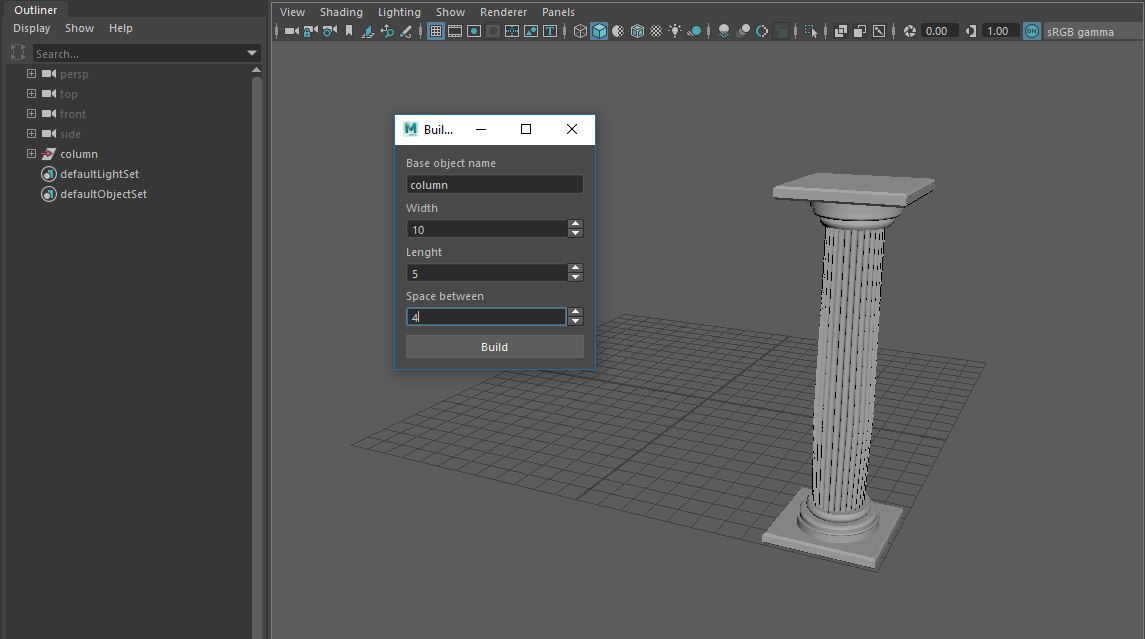 Outliner
Display Show Help
Search...
persp
top
front
side
column
defaultLightSet
defaultObjectSet
View Shading Lighting Show Renderer Panels
0.00 1.00 ON sRGB gamma
M Buil...
Base object name
column
Width
10
Lenght
5
Space between
4
Build